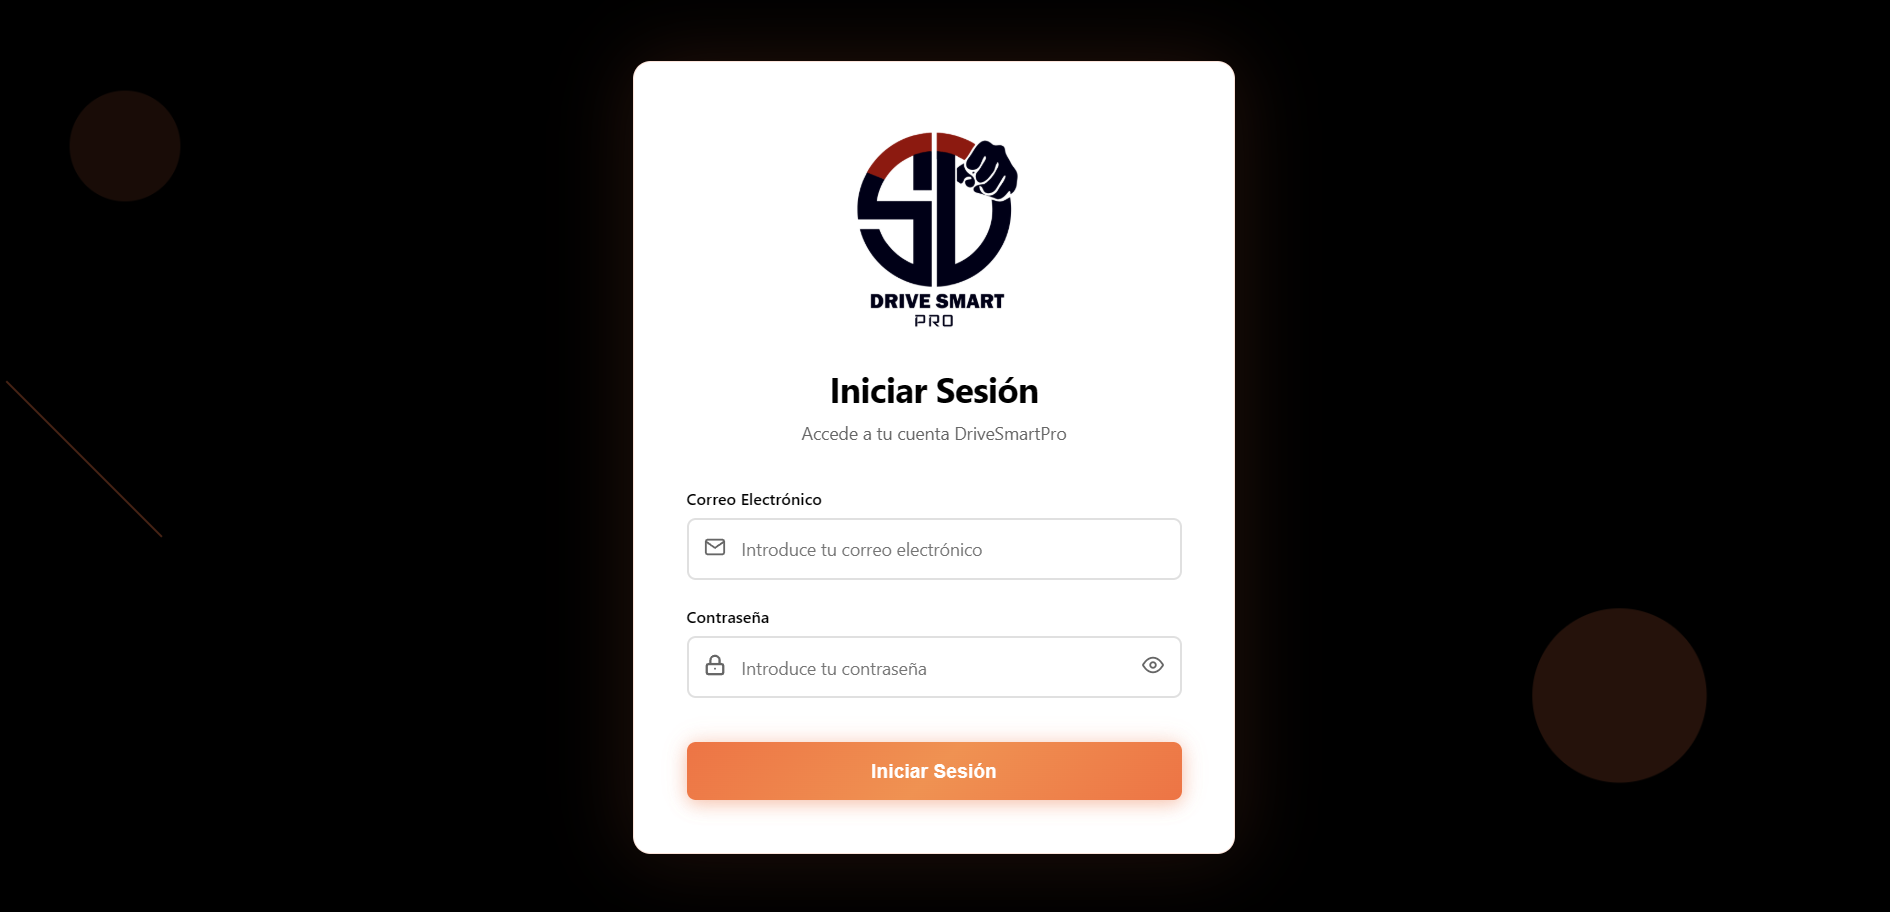 SD
DRIVE SMART
PRO
Iniciar Sesión
Accede a tu cuenta DriveSmartPro
Correo Electrónico
Introduce tu correo electrónico
Contraseña
Introduce tu contraseña
Iniciar Sesión